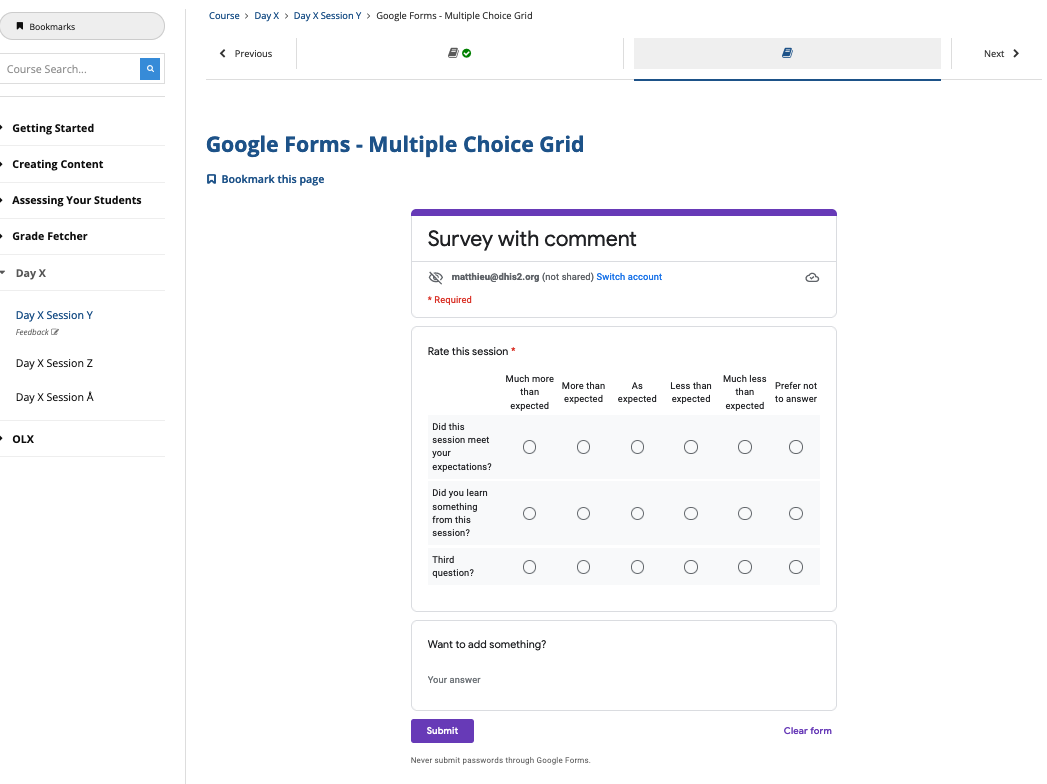 Bookmarks
Course Search...
Getting Started
Creating Content
Assessing Your Students
Grade Fetcher
Day X
Day X Session Y
Feedback
Day X Session Z
Day X Session Å
OLX
Course > Day X > Day X Session Y > Google Forms - Multiple Choice Grid
Previous
Next
Google Forms - Multiple Choice Grid
Bookmark this page
Survey with comment
matthieu@dhis2.org (not shared) Switch account
* Required
Rate this session *
Much more
than
expected
More than
expected
As
expected
Less than
expected
Much less
than
expected
Prefer not
to answer
Did this
session meet
your
expectations?
Did you learn
something
from this
session?
Third
question?
Want to add something?
Your answer
Submit
Clear form
Never submit passwords through Google Forms.